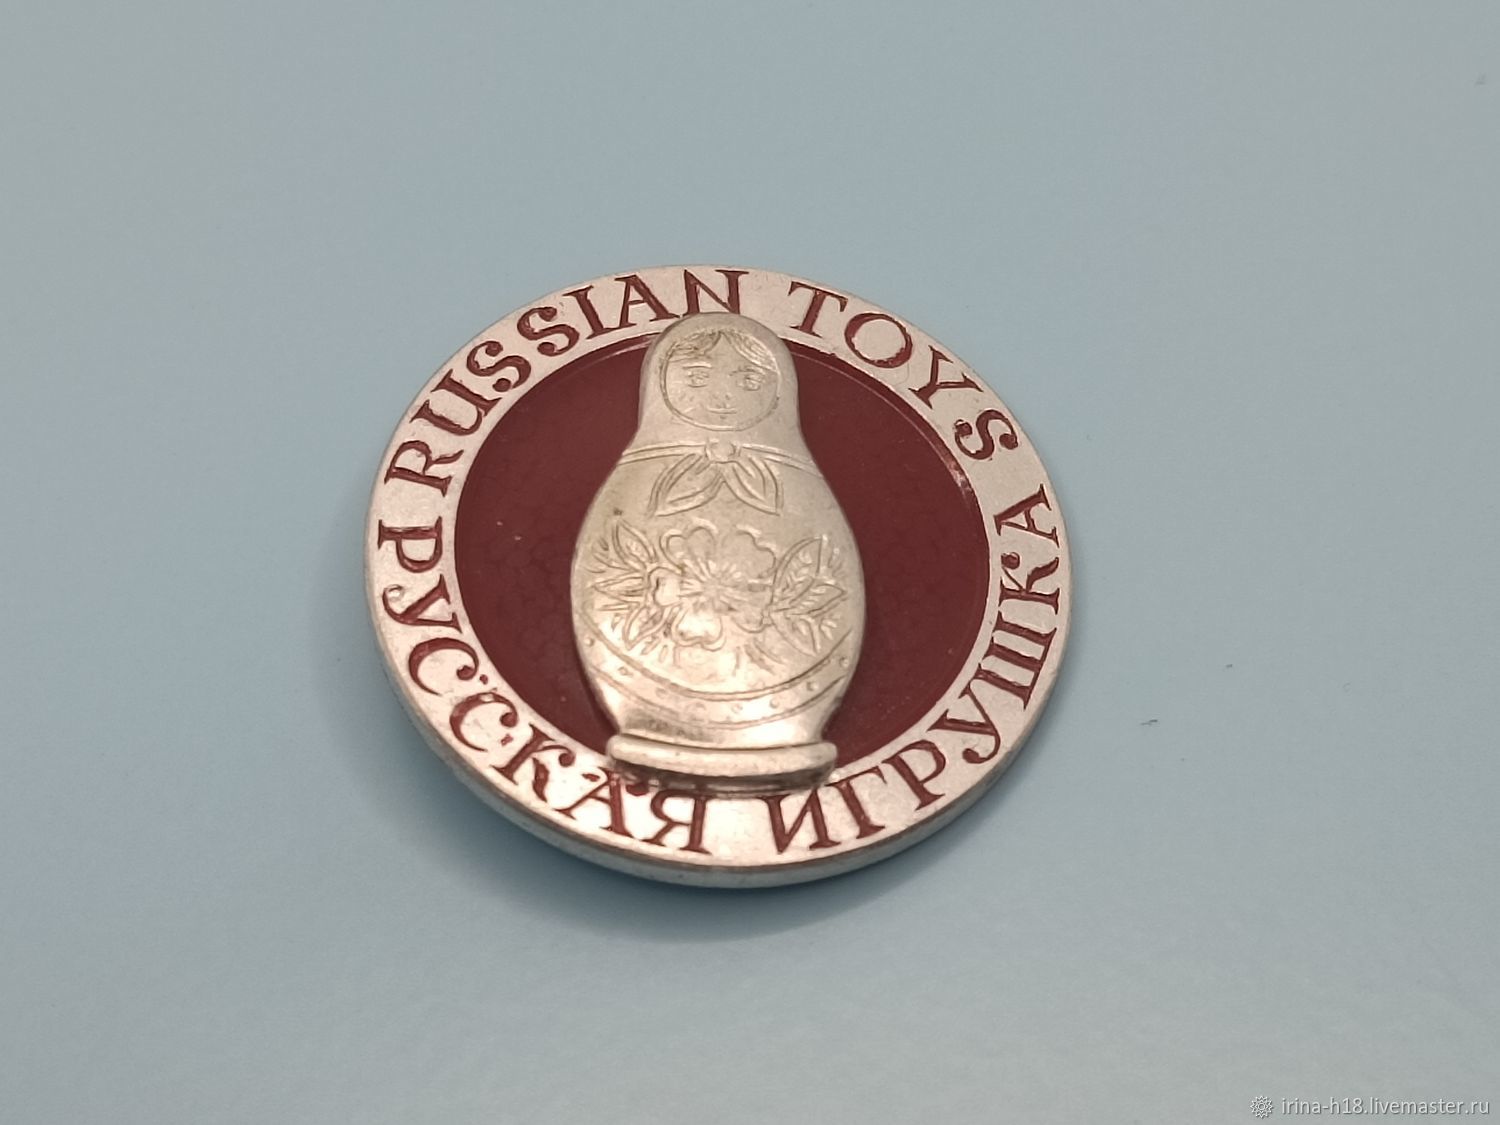 RUSSIAN TOYS
РУССКАЯ ИГРУШКА
irina-h18.livemaster.ru